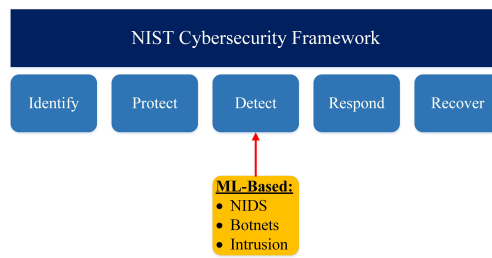 NIST Cybersecurity Framework
Identify Protect Detect Respond Recover
ML-Based:
• NIDS
• Botnets
• Intrusion